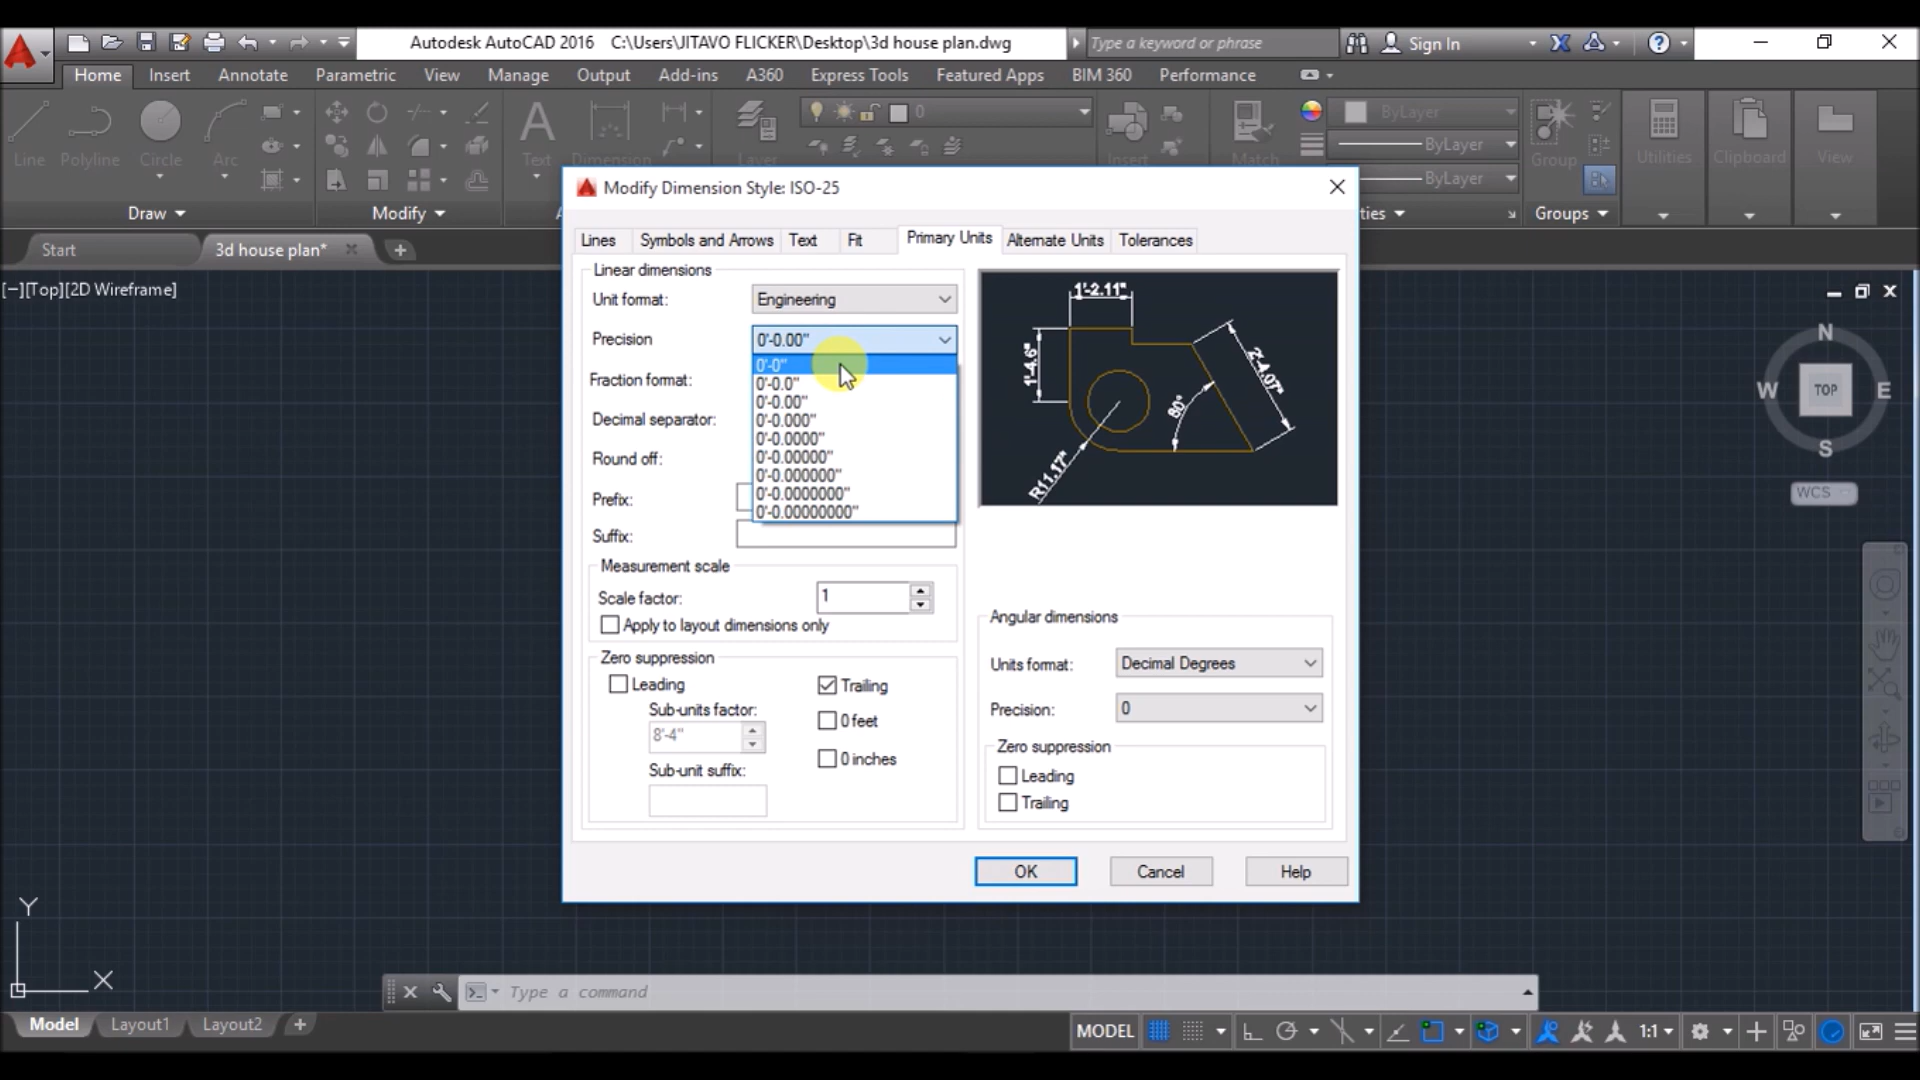 Autodesk AutoCAD 2016 C:\Users\JITAVO FLICKER\Desktop\3d house plan.dwg
Type a keyword or phrase
Sign In
Home Insert Annotate Parametric View Manage Output Add-ins A360 Express Tools Featured Apps BIM 360 Performance
0
ByLayer
ByLayer
ByLayer
Line Polyline Circle Arc
Text Dimension Layer Insert Match Group Utilities Clipboard View
Draw Modify A ties Groups
Start 3d house plan*
[−][Top][2D Wireframe]
Modify Dimension Style: ISO-25
Lines Symbols and Arrows Text Fit Primary Units Alternate Units Tolerances
Linear dimensions
Unit format: Engineering
Precision 0'-0.00"
0'-0"
0'-0.0"
0'-0.00"
0'-0.000"
0'-0.0000"
0'-0.00000"
0'-0.000000"
0'-0.0000000"
0'-0.00000000"
Fraction format:
Decimal separator:
Round off:
Prefix:
Suffix:
Measurement scale
Scale factor: 1
Apply to layout dimensions only
Zero suppression
Leading
Sub-units factor:
8'-4"
Sub-unit suffix:
Trailing
0 feet
0 inches
1'-2.11"
1'-4.6"
2'-4.07"
80°
R11.17"
Angular dimensions
Units format: Decimal Degrees
Precision: 0
Zero suppression
Leading
Trailing
OK Cancel Help
N
W TOP E
S
WCS
Y
X
Type a command
Model Layout1 Layout2
MODEL 1:1